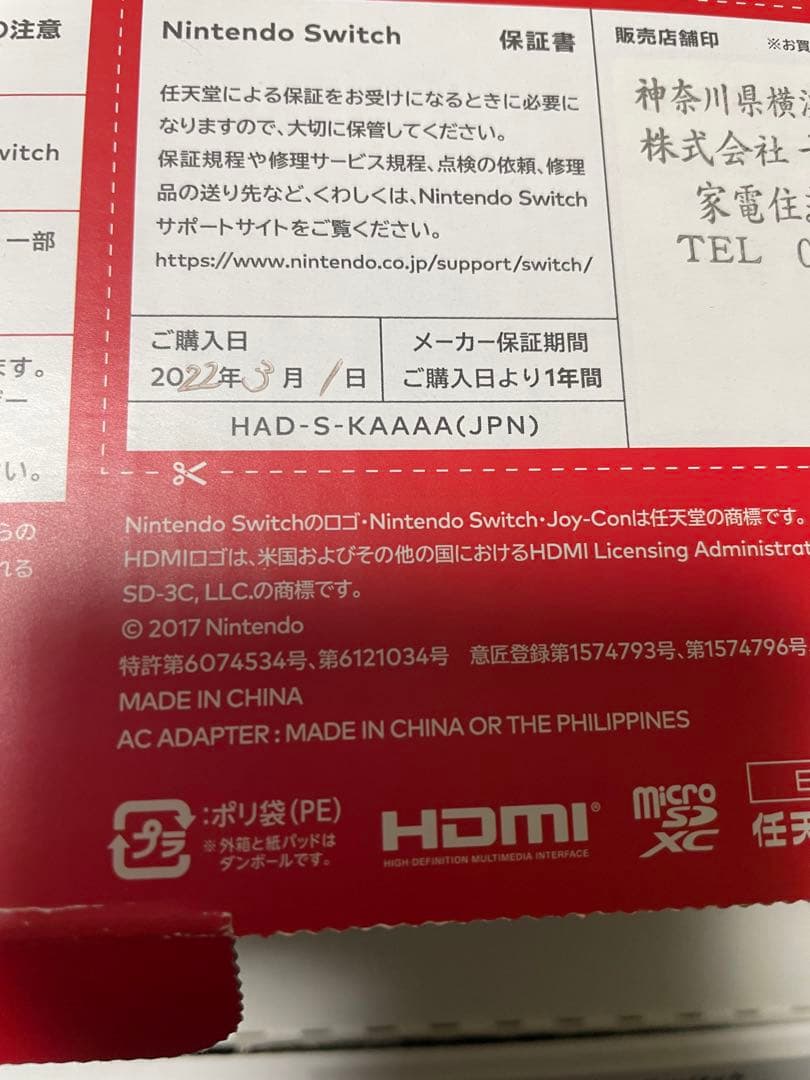 の注意
witch
一部
ます。
い。
らの
れる
Nintendo Switch 保証書
任天堂による保証をお受けになるときに必要に
なりますので、大切に保管してください。
保証規程や修理サービス規程、点検の依頼、修理
品の送り先など、くわしくは、Nintendo Switch
サポートサイトをご覧ください。
https://www.nintendo.co.jp/support/switch/
ご購入日
2022年3月1日
メーカー保証期間
ご購入日より1年間
HAD-S-KAAAA(JPN)
販売店舗印 ※お買
神奈川県横
株式会社
家電住
TEL
Nintendo Switchのロゴ・Nintendo Switch・Joy-Conは任天堂の商標です。
HDMIロゴは、米国およびその他の国におけるHDMI Licensing Administrat
SD-3C, LLC.の商標です。
© 2017 Nintendo
特許第6074534号、第6121034号 意匠登録第1574793号、第1574796号
MADE IN CHINA
AC ADAPTER : MADE IN CHINA OR THE PHILIPPINES
プラ
:ポリ袋(PE)
※外箱と紙パッドは
ダンボールです。
HDMI®
HIGH-DEFINITION MULTIMEDIA INTERFACE
micro
SD
XC
任天